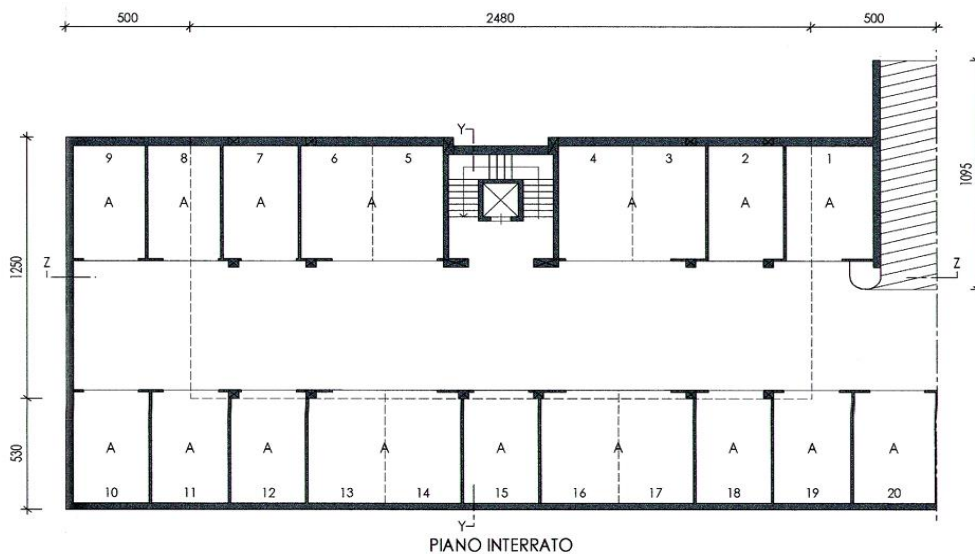 500 2480 500
Y
9 8 7 6 5 4 3 2 1
A A A A A A A
1095
Z Z
1250
A A A A A A A A A
530
10 11 12 13 14 15 16 17 18 19 20
Y
PIANO INTERRATO